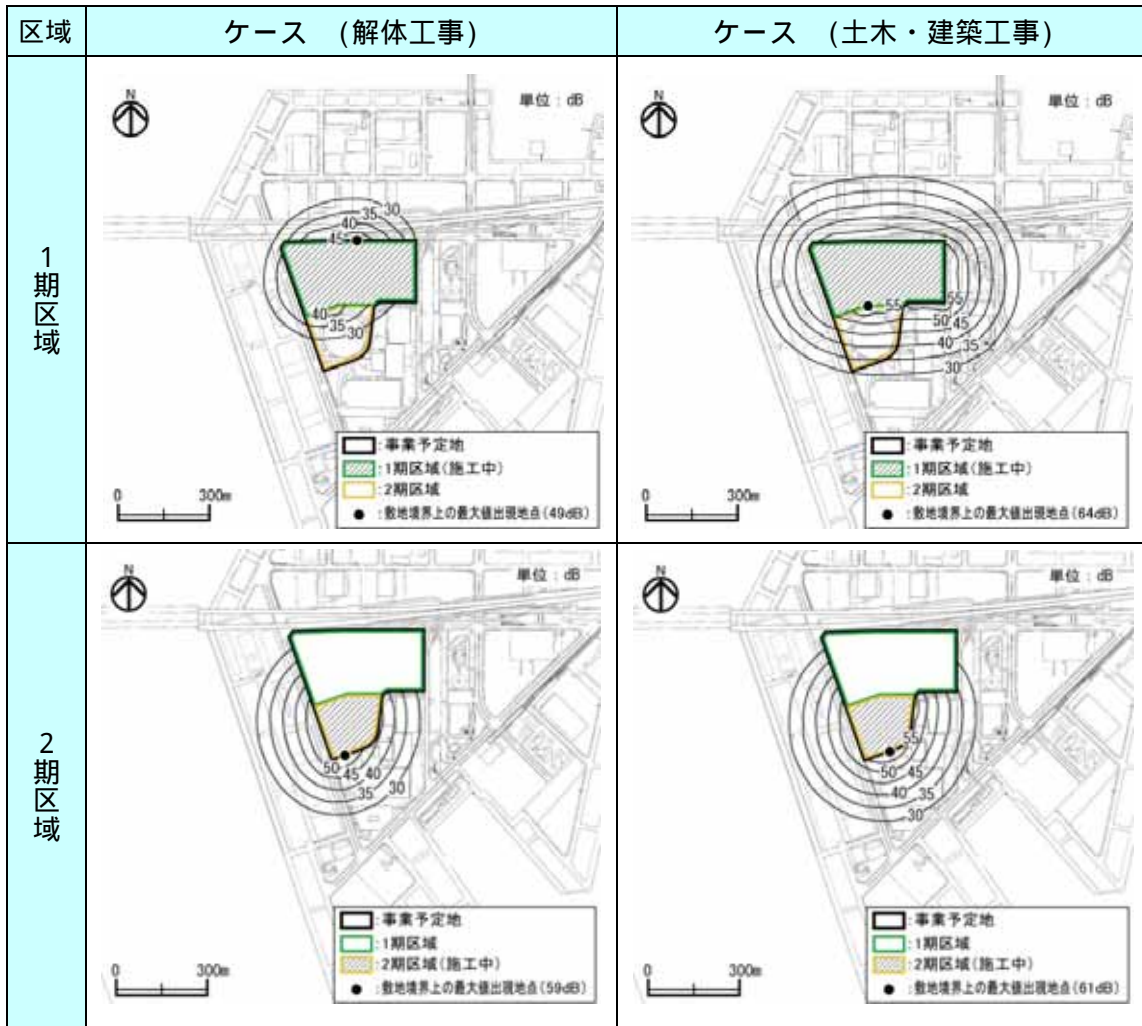 区域
ケース (解体工事)
ケース (土木・建築工事)
1期区域
N
単位：dB
30
35
40
45
40
35
30
0 300m
：事業予定地
：1期区域(施工中)
：2期区域
：敷地境界上の最大値出現地点(49dB)
N
単位：dB
55
55
50
45
40
35
30
0 300m
：事業予定地
：1期区域(施工中)
：2期区域
：敷地境界上の最大値出現地点(64dB)
2期区域
N
単位：dB
50
45
40
35
30
0 300m
：事業予定地
：1期区域
：2期区域(施工中)
：敷地境界上の最大値出現地点(59dB)
N
単位：dB
55
50
45
40
35
30
0 300m
：事業予定地
：1期区域
：2期区域(施工中)
：敷地境界上の最大値出現地点(61dB)